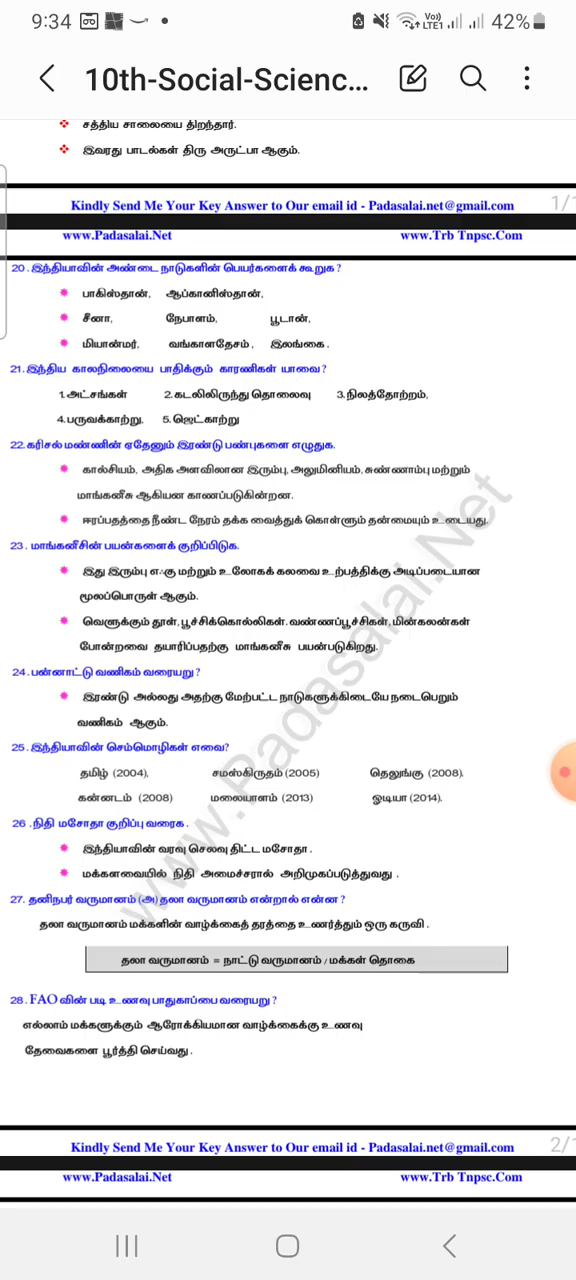 9:34
Vo)) LTE1
42%
10th-Social-Scienc...
சத்திய சாலையை திறந்தார்.
இவரது பாடல்கள் திரு அருட்பா ஆகும்.
Kindly Send Me Your Key Answer to Our email id - Padasalai.net@gmail.com
1/1
www.Padasalai.Net www.Trb Tnpsc.Com
20.இந்தியாவின் அண்டை நாடுகளின் பெயர்களைக் கூறுக?
பாகிஸ்தான், ஆப்கானிஸ்தான்,
சீனா, நேபாளம், பூடான்,
மியான்மர், வங்காளதேசம், இலங்கை.
21.இந்திய காலநிலையை பாதிக்கும் காரணிகள் யாவை?
1.அட்சங்கள் 2.கடலிலிருந்து தொலைவு 3.நிலத்தோற்றம்,
4.பருவக்காற்று, 5.ஜெட்காற்று
22.கரிசல் மண்ணின் ஏதேனும் இரண்டு பண்புகளை எழுதுக.
கால்சியம், அதிக அளவிலான இரும்பு, அலுமினியம், சுண்ணாம்பு மற்றும்
மாங்கனீசு ஆகியன காணப்படுகின்றன.
ஈரப்பதத்தை நீண்ட நேரம் தக்க வைத்துக் கொள்ளும் தன்மையும் உடையது.
23. மாங்கனீசின் பயன்களைக் குறிப்பிடுக.
இது இரும்பு எஃகு மற்றும் உலோகக் கலவை உற்பத்திக்கு அடிப்படையான
மூலப்பொருள் ஆகும்.
வெளுக்கும் தூள், பூச்சிக்கொல்லிகள். வண்ணப்பூச்சிகள், மின்கலன்கள்
போன்றவை தயாரிப்பதற்கு மாங்கனீசு பயன்படுகிறது.
24.பன்னாட்டு வணிகம் வரையறு?
இரண்டு அல்லது அதற்கு மேற்பட்ட நாடுகளுக்கிடையே நடைபெறும்
வணிகம் ஆகும்.
25.இந்தியாவின் செம்மொழிகள் எவை?
தமிழ் (2004), சமஸ்கிருதம் (2005) தெலுங்கு (2008).
கன்னடம் (2008) மலையாளம் (2013) ஓடியா (2014).
26 .நிதி மசோதா குறிப்பு வரைக.
இந்தியாவின் வரவு செலவு திட்ட மசோதா.
மக்களவையில் நிதி அமைச்சரால் அறிமுகப்படுத்துவது .
27. தனிநபர் வருமானம் (அ) தலா வருமானம் என்றால் என்ன?
தலா வருமானம் மக்களின் வாழ்க்கைத் தரத்தை உணர்த்தும் ஒரு கருவி.
தலா வருமானம் = நாட்டு வருமானம் / மக்கள் தொகை
28.FAO வின் படி உணவு பாதுகாப்பை வரையறு?
எல்லாம் மக்களுக்கும் ஆரோக்கியமான வாழ்க்கைக்கு உணவு
தேவைகளை பூர்த்தி செய்வது.
www.Padasalai.Net
Kindly Send Me Your Key Answer to Our email id - Padasalai.net@gmail.com
2/1
www.Padasalai.Net www.Trb Tnpsc.Com